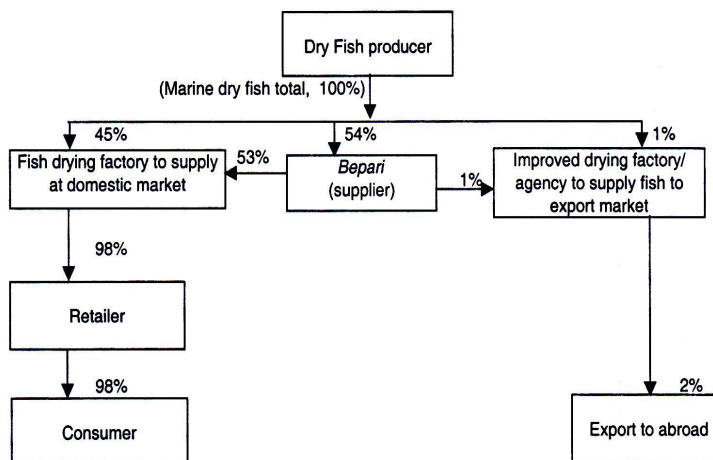 Dry Fish producer
(Marine dry fish total, 100%)
45%
54%
1%
Fish drying factory to supply
at domestic market
53%
Bepari
(supplier)
1%
Improved drying factory/
agency to supply fish to
export market
98%
Retailer
98%
2%
Consumer
Export to abroad